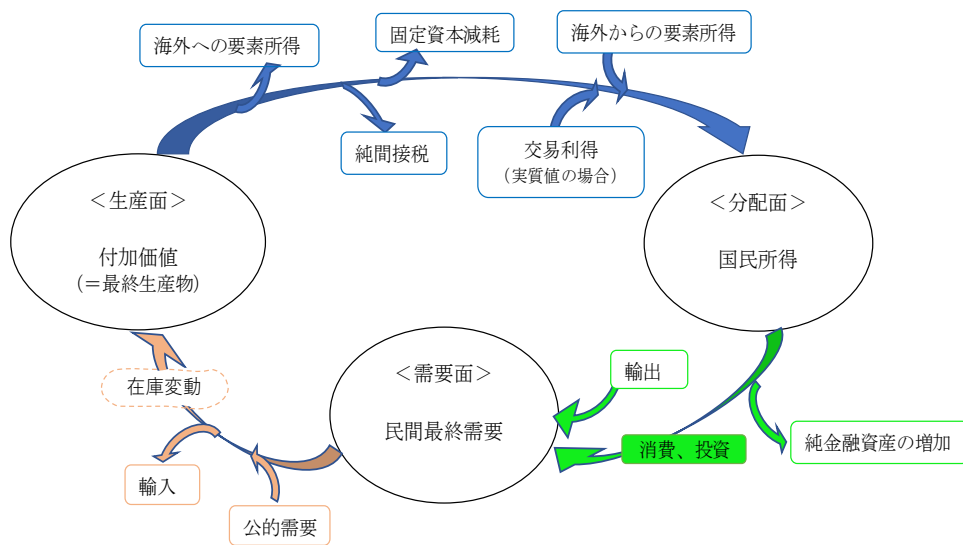 海外への要素所得
固定資本減耗
海外からの要素所得
純間接税
交易利得
（実質値の場合）
＜生産面＞
付加価値
（＝最終生産物）
＜分配面＞
国民所得
＜需要面＞
民間最終需要
輸出
消費、投資
純金融資産の増加
在庫変動
輸入
公的需要